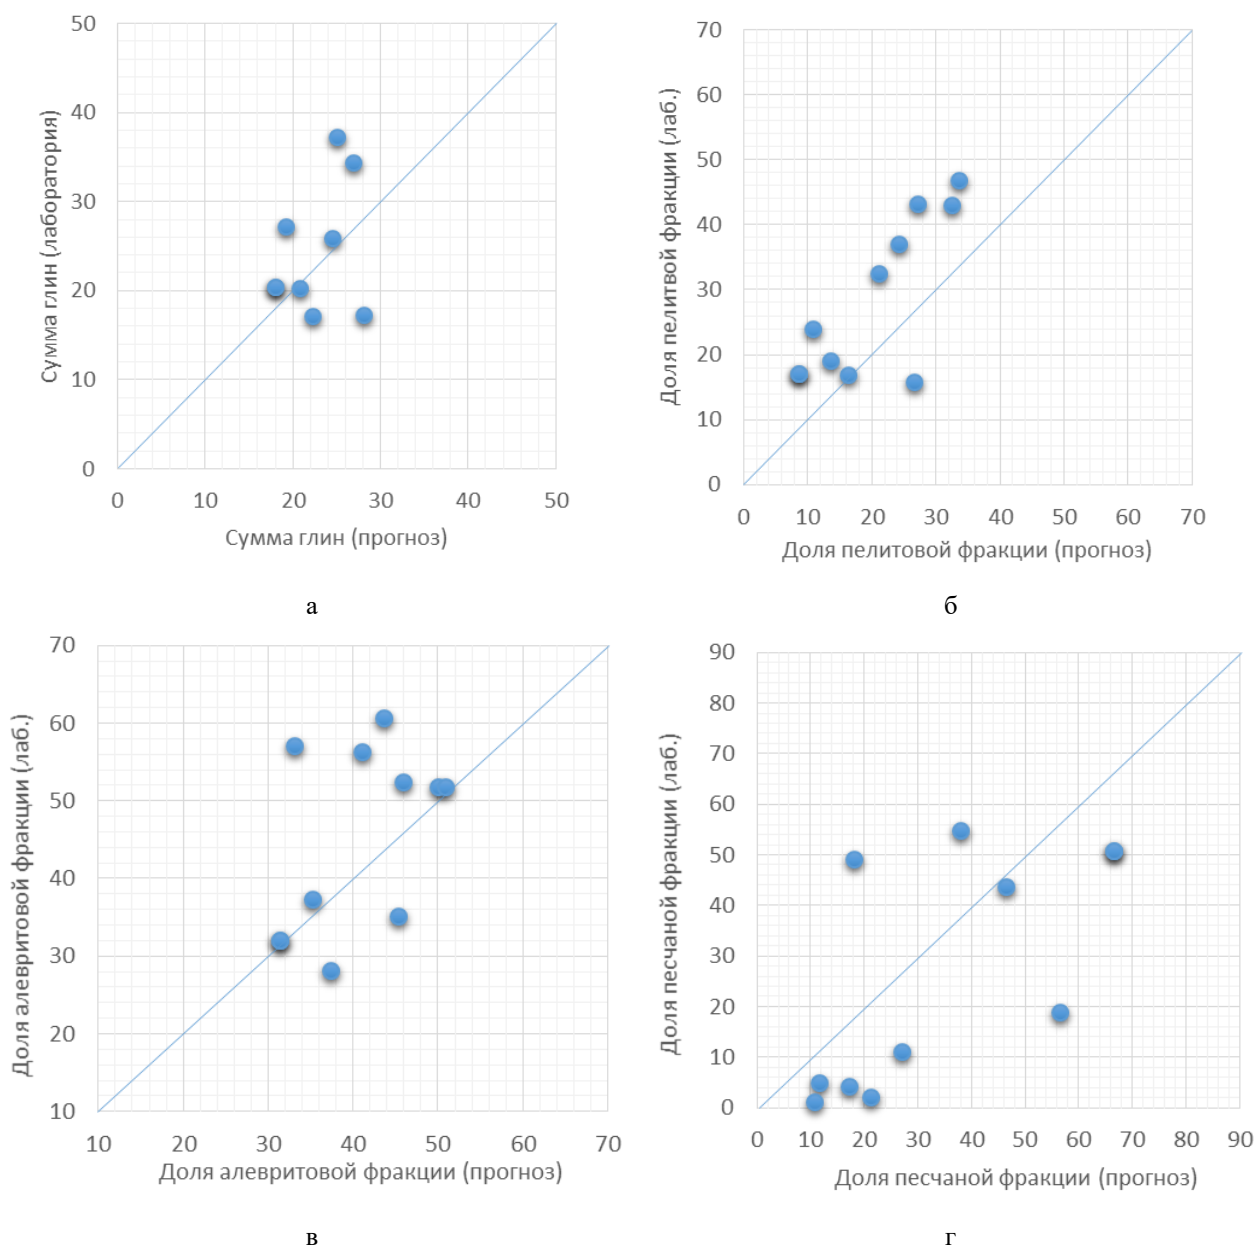 50
40
30
20
10
0
0 10 20 30 40 50
Сумма глин (лаборатория)
Сумма глин (прогноз)
а
70
60
50
40
30
20
10
0
0 10 20 30 40 50 60 70
Доля пелитвой фракции (лаб.)
Доля пелитовой фракции (прогноз)
б
70
60
50
40
30
20
10
10 20 30 40 50 60 70
Доля алевритовой фракции (лаб.)
Доля алевритовой фракции (прогноз)
в
90
80
70
60
50
40
30
20
10
0
0 10 20 30 40 50 60 70 80 90
Доля песчаной фракции (лаб.)
Доля песчаной фракции (прогноз)
г